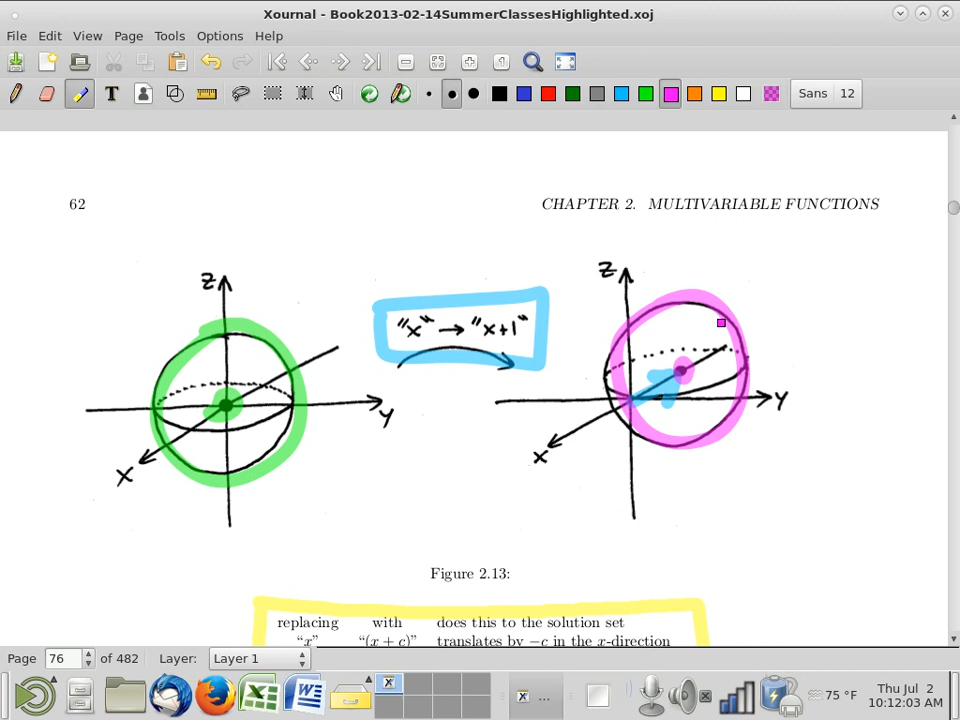 Xournal - Book2013-02-14SummerClassesHighlighted.xoj
File Edit View Page Tools Options Help
T
Sans 12
62 CHAPTER 2. MULTIVARIABLE FUNCTIONS
Z
Y
X
"x" → "x+1"
Z
Y
X
Figure 2.13:
replacing with does this to the solution set
"x" "(x + c)" translates by −c in the x-direction
Page 76 of 482 Layer: Layer 1
X ... 75 °F Thu Jul 2
10:12:03 AM